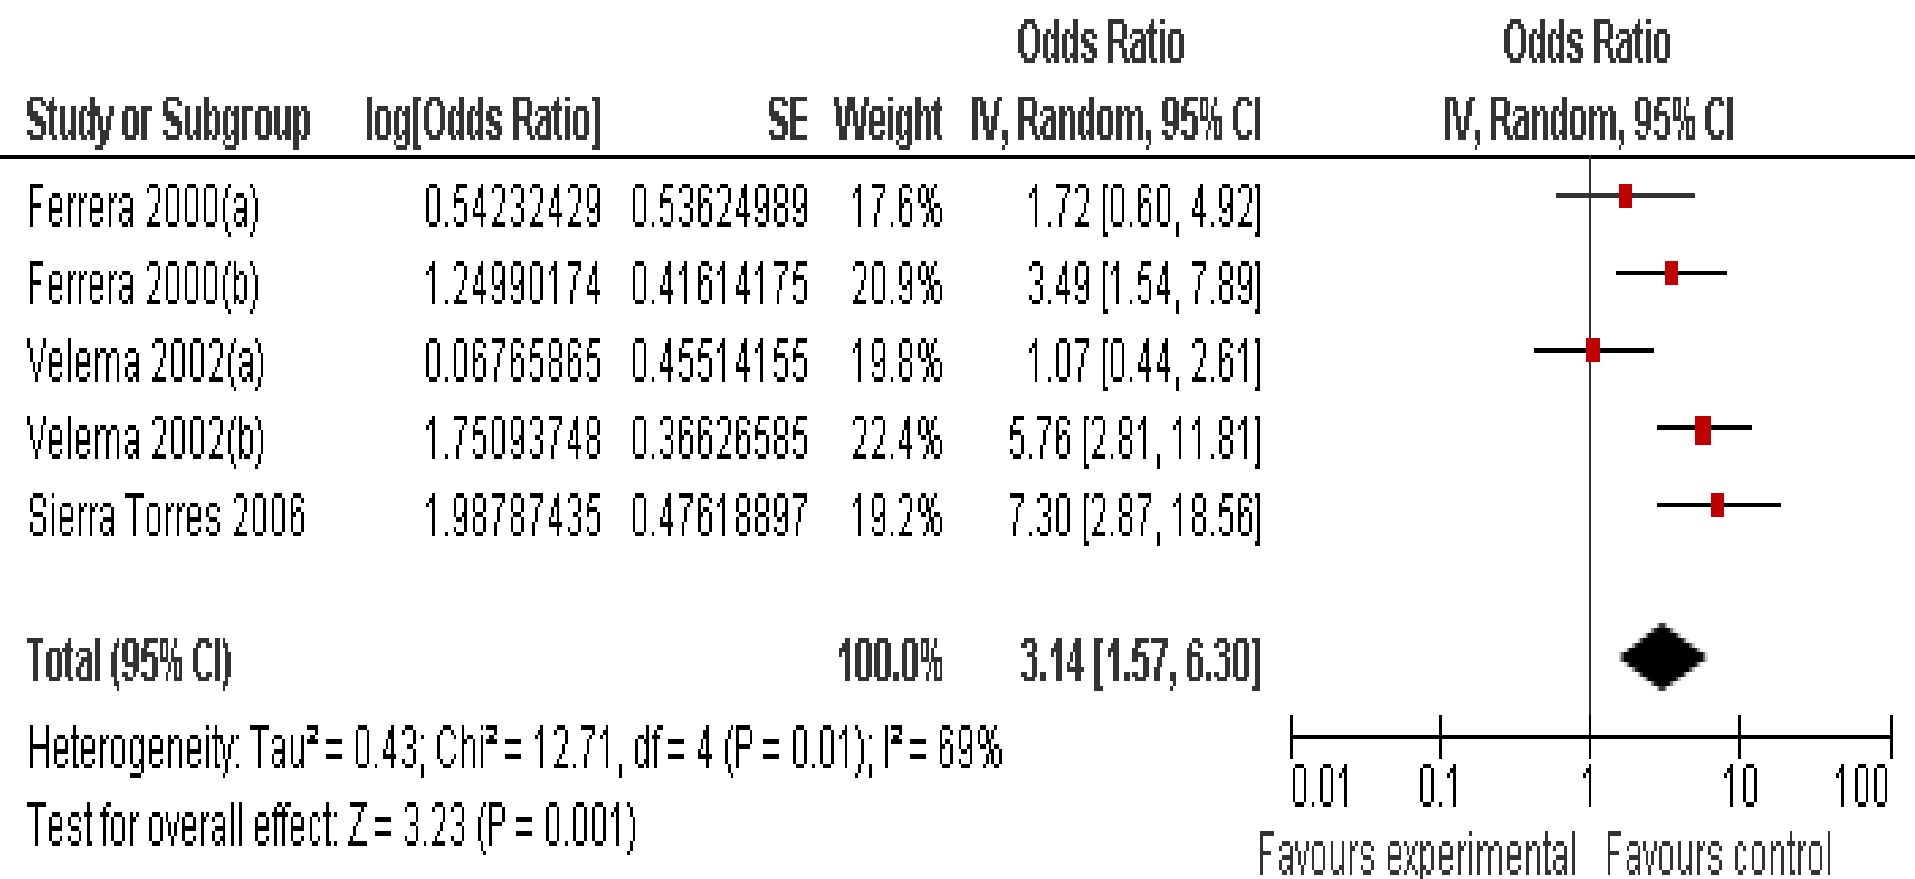 Odds Ratio Odds Ratio
Study or Subgroup log[Odds Ratio] SE Weight IV, Random, 95% CI IV, Random, 95% CI
Ferrera 2000(a) 0.54232429 0.53624989 17.6% 1.72 [0.60, 4.92]
Ferrera 2000(b) 1.24990174 0.41614175 20.9% 3.49 [1.54, 7.89]
Velema 2002(a) 0.06765865 0.45514155 19.8% 1.07 [0.44, 2.61]
Velema 2002(b) 1.75093748 0.36626585 22.4% 5.76 [2.81, 11.81]
Sierra Torres 2006 1.98787435 0.47618897 19.2% 7.30 [2.87, 18.56]
Total (95% CI) 100.0% 3.14 [1.57, 6.30]
Heterogeneity: Tau² = 0.43; Chi² = 12.71, df = 4 (P = 0.01); I² = 69%
Test for overall effect: Z = 3.23 (P = 0.001)
0.01 0.1 1 10 100
Favours experimental Favours control